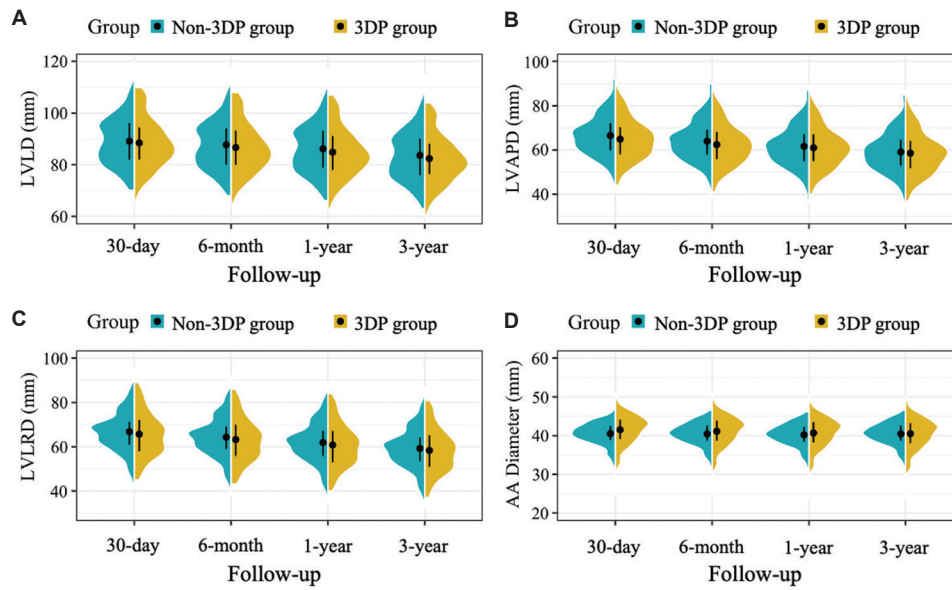 A
Group Non-3DP group 3DP group
LVLD (mm)
120
100
80
60
30-day 6-month 1-year 3-year
Follow-up
B
Group Non-3DP group 3DP group
LVAPD (mm)
100
80
60
40
30-day 6-month 1-year 3-year
Follow-up
C
Group Non-3DP group 3DP group
LVLRD (mm)
100
80
60
40
30-day 6-month 1-year 3-year
Follow-up
D
Group Non-3DP group 3DP group
AA Diameter (mm)
60
50
40
30
20
30-day 6-month 1-year 3-year
Follow-up